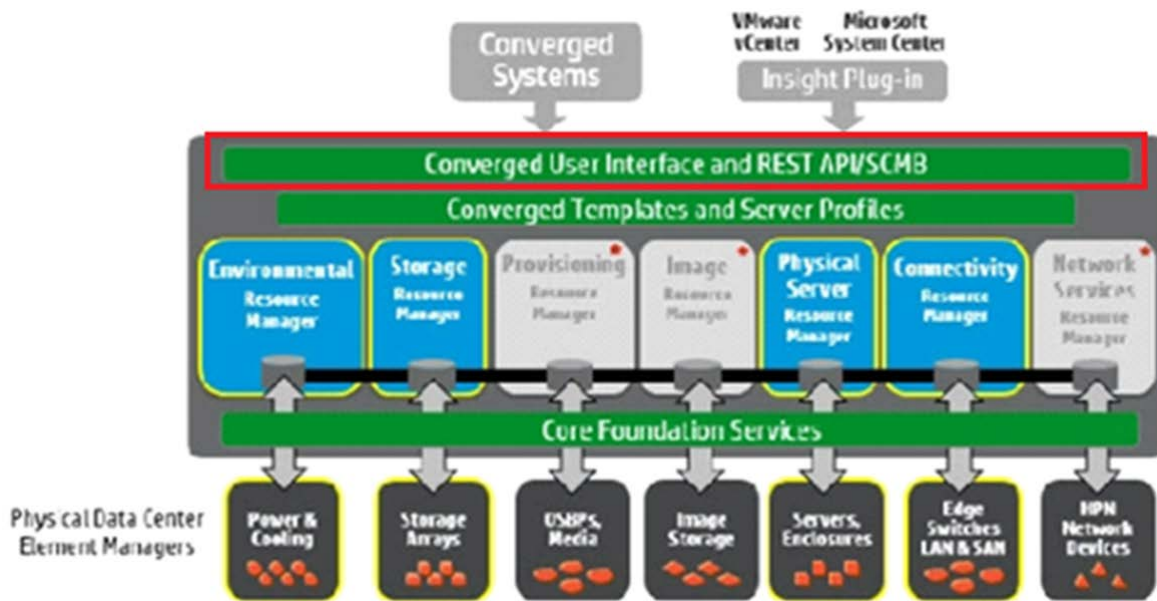 Converged
Systems
VMware
vCenter
Microsoft
System Center
Insight Plug-in
Converged User Interface and REST API/SCMB
Converged Templates and Server Profiles
Environmental
Resource
Manager
Storage
Resource
Manager
Provisioning
Resource
Manager
Image
Resource
Manager
Physical
Server
Resource
Manager
Connectivity
Resource
Manager
Network
Services
Resource
Manager
Core Foundation Services
Physical Data Center
Element Managers
Power &
Cooling
Storage
Arrays
OSBPs,
Media
Image
Storage
Servers,
Enclosures
Edge
Switches
LAN & SAN
HPN
Network
Devices